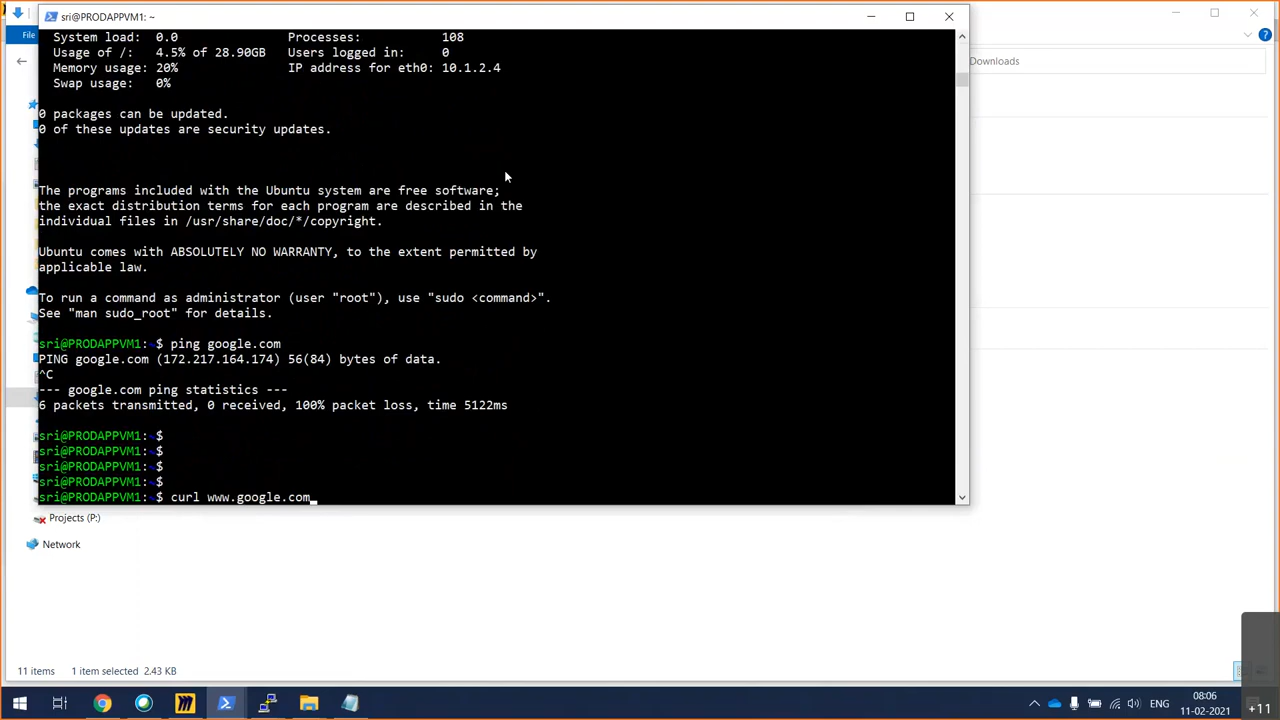 sri@PRODAPPVM1: ~
System load: 0.0 Processes: 108
Usage of /: 4.5% of 28.90GB Users logged in: 0
Memory usage: 20% IP address for eth0: 10.1.2.4
Swap usage: 0%
0 packages can be updated.
0 of these updates are security updates.
The programs included with the Ubuntu system are free software;
the exact distribution terms for each program are described in the
individual files in /usr/share/doc/*/copyright.
Ubuntu comes with ABSOLUTELY NO WARRANTY, to the extent permitted by
applicable law.
To run a command as administrator (user "root"), use "sudo <command>".
See "man sudo_root" for details.
sri@PRODAPPVM1:~$ ping google.com
PING google.com (172.217.164.174) 56(84) bytes of data.
^C
--- google.com ping statistics ---
6 packets transmitted, 0 received, 100% packet loss, time 5122ms
sri@PRODAPPVM1:~$
sri@PRODAPPVM1:~$
sri@PRODAPPVM1:~$
sri@PRODAPPVM1:~$
sri@PRODAPPVM1:~$ curl www.google.com
File
Downloads
Projects (P:)
Network
11 items 1 item selected 2.43 KB
ENG
08:06
11-02-2021
+11